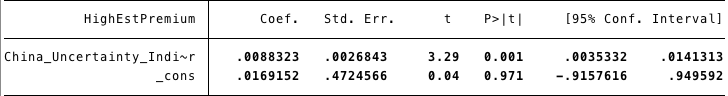 HighEstPremium Coef. Std. Err. t P>|t| [95% Conf. Interval]
China_Uncertainty_Indi~r .0088323 .0026843 3.29 0.001 .0035332 .0141313
_cons .0169152 .4724566 0.04 0.971 -.9157616 .949592